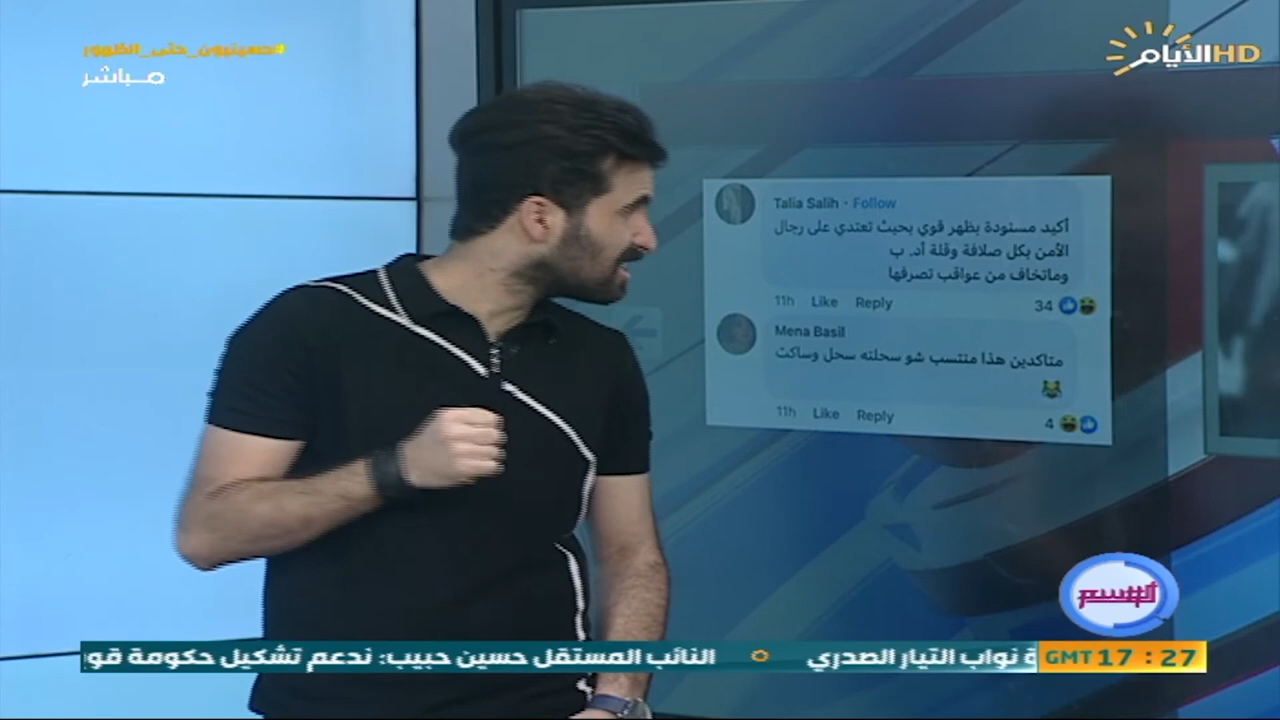 #حسينيون_حتى_الظهور
مباشر
الأيام HD
Talia Salih · Follow
أكيد مسنودة بظهر قوي بحيث تعتدي على رجال
الأمن بكل صلافة وقلة أد. ب
وماتخاف من عواقب تصرفها
11h Like Reply 34
Mena Basil
متاكدين هذا منتسب شو سحلته سحل وساكت
😹
11h Like Reply 4
ة نواب التيار الصدري ¤ النائب المستقل حسين حبيب: ندعم تشكيل حكومة قو
GMT 17 : 27